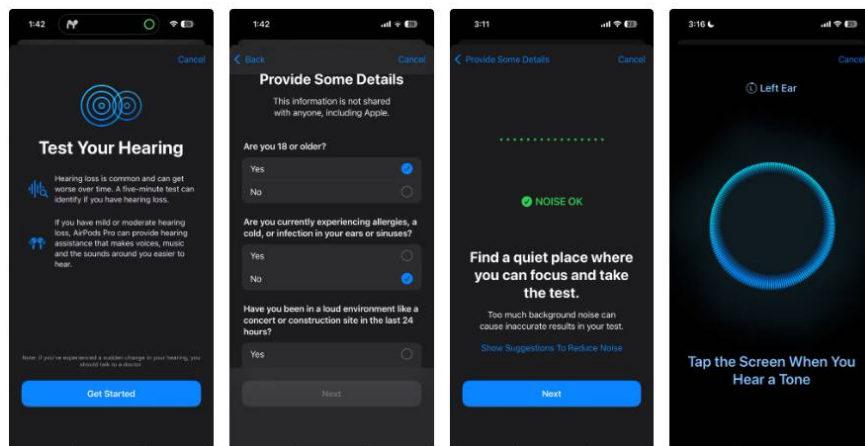 1:42
Cancel
Test Your Hearing
Hearing loss is common and can get
worse over time. A five-minute test can
identify if you have hearing loss.
If you have mild or moderate hearing
loss, AirPods Pro can provide hearing
assistance that makes voices, music
and the sounds around you easier to
hear.
Note: If you've experienced a sudden change in your hearing, you
should talk to a doctor.
Get Started
1:42
Back
Cancel
Provide Some Details
This information is not shared
with anyone, including Apple.
Are you 18 or older?
Yes
No
Are you currently experiencing allergies, a
cold, or infection in your ears or sinuses?
Yes
No
Have you been in a loud environment like a
concert or construction site in the last 24
hours?
Yes
Next
3:11
Provide Some Details
Cancel
NOISE OK
Find a quiet place where
you can focus and take
the test.
Too much background noise can
cause inaccurate results in your test.
Show Suggestions To Reduce Noise
Next
3:16
Cancel
L Left Ear
Tap the Screen When You
Hear a Tone